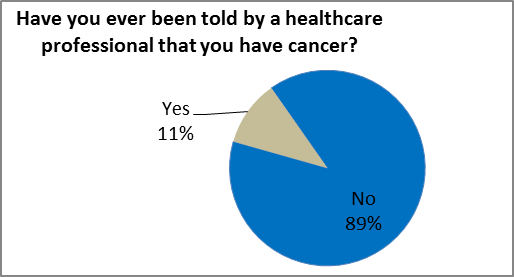 Have you ever been told by a healthcare
professional that you have cancer?
Yes
11%
No
89%